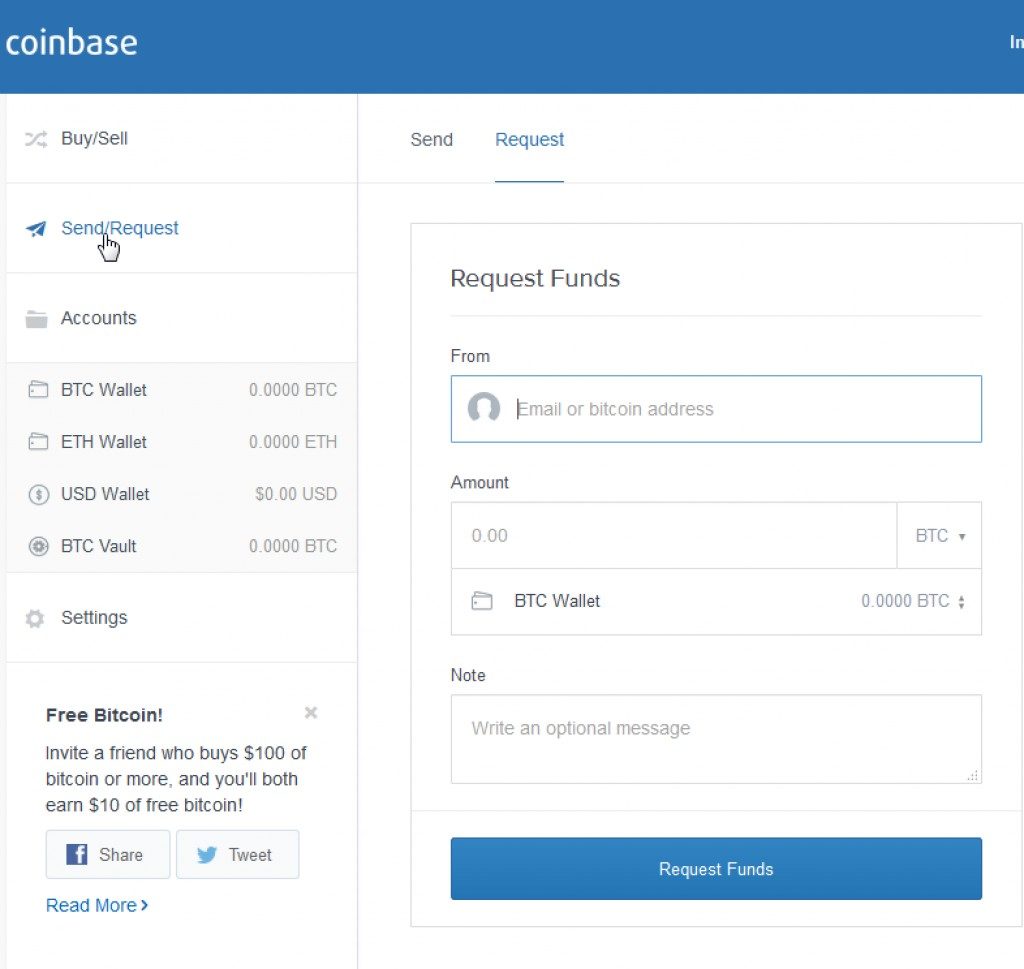 coinbase
Buy/Sell
Send/Request
Accounts
BTC Wallet 0.0000 BTC
ETH Wallet 0.0000 ETH
USD Wallet $0.00 USD
BTC Vault 0.0000 BTC
Settings
Free Bitcoin!
Invite a friend who buys $100 of
bitcoin or more, and you'll both
earn $10 of free bitcoin!
Share Tweet
Read More
Send Request
Request Funds
From
Email or bitcoin address
Amount
0.00 BTC
BTC Wallet 0.0000 BTC
Note
Write an optional message
Request Funds